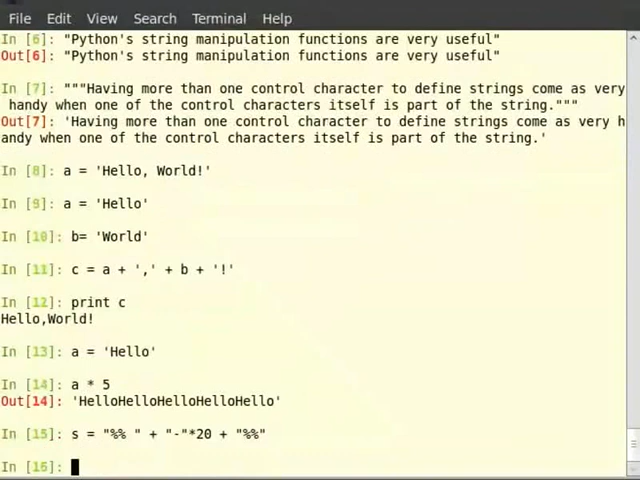 File Edit View Search Terminal Help
In [6]: "Python's string manipulation functions are very useful"
Out[6]: "Python's string manipulation functions are very useful"
In [7]: """Having more than one control character to define strings come as very
handy when one of the control characters itself is part of the string."""
Out[7]: 'Having more than one control character to define strings come as very h
andy when one of the control characters itself is part of the string.'
In [8]: a = 'Hello, World!'
In [9]: a = 'Hello'
In [10]: b= 'World'
In [11]: c = a + ',' + b + '!'
In [12]: print c
Hello,World!
In [13]: a = 'Hello'
In [14]: a * 5
Out[14]: 'HelloHelloHelloHelloHello'
In [15]: s = "%% " + "-"*20 + "%%"
In [16]: